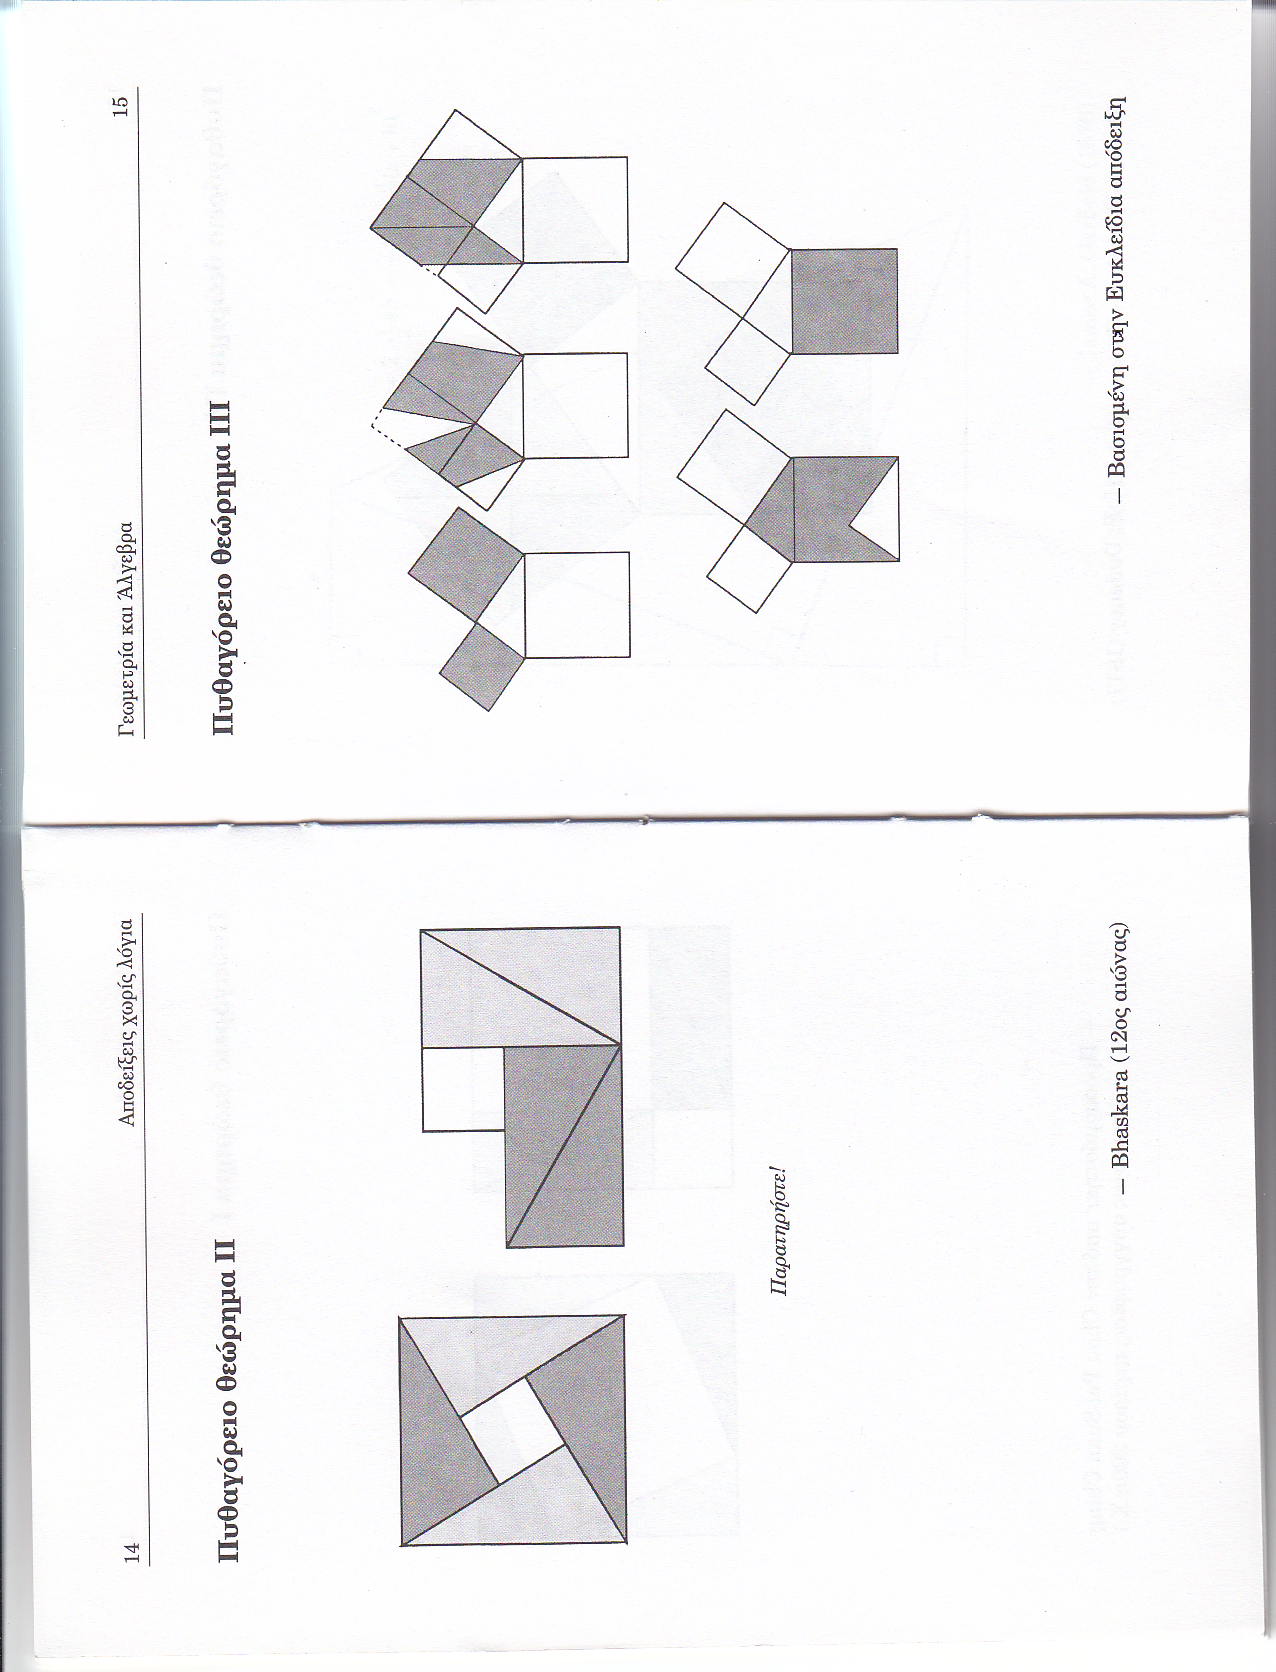 14
Αποδείξεις χωρίς λόγια
Πυθαγόρειο θεώρημα II
Παρατηρήστε!
— Bhaskara (12ος αιώνας)
Γεωμετρία και Άλγεβρα
15
Πυθαγόρειο θεώρημα III
— Βασισμένη στην Ευκλείδια απόδειξη